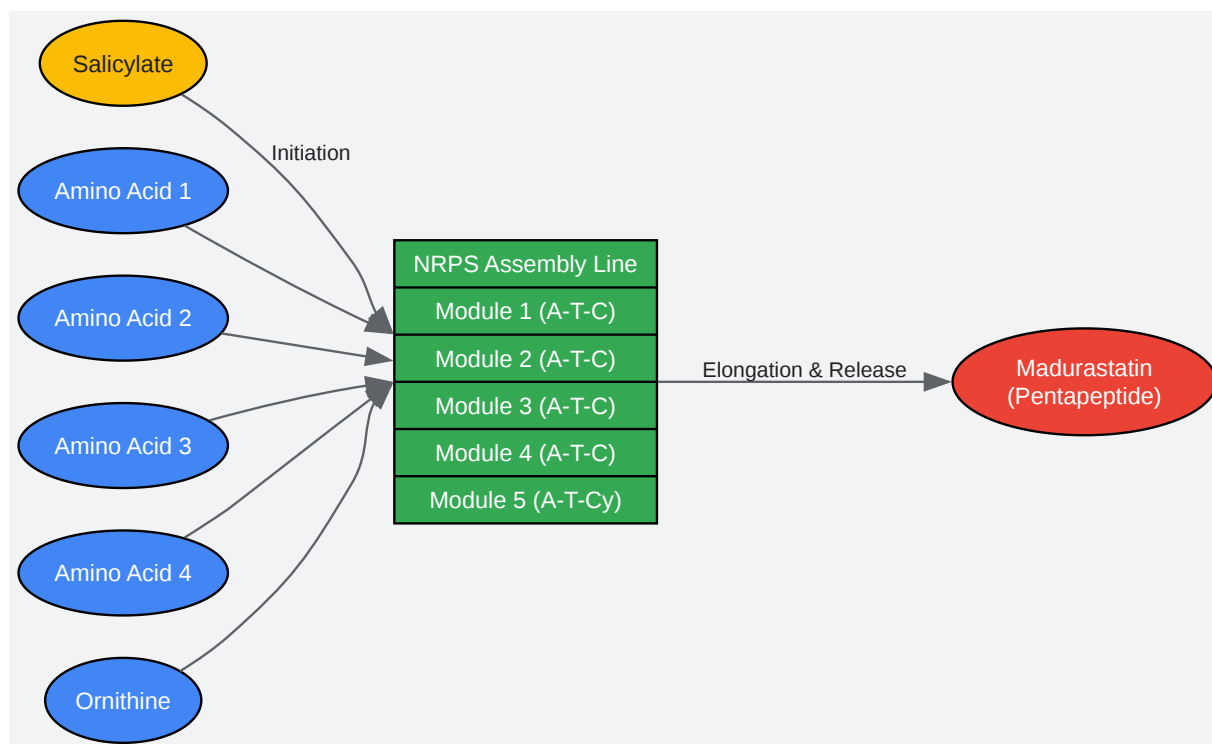 Salicylate
Initiation
Amino Acid 1
Amino Acid 2
Amino Acid 3
Amino Acid 4
Ornithine
NRPS Assembly Line
Module 1 (A-T-C)
Module 2 (A-T-C)
Module 3 (A-T-C)
Module 4 (A-T-C)
Module 5 (A-T-Cy)
Elongation & Release
Madurastatin
(Pentapeptide)